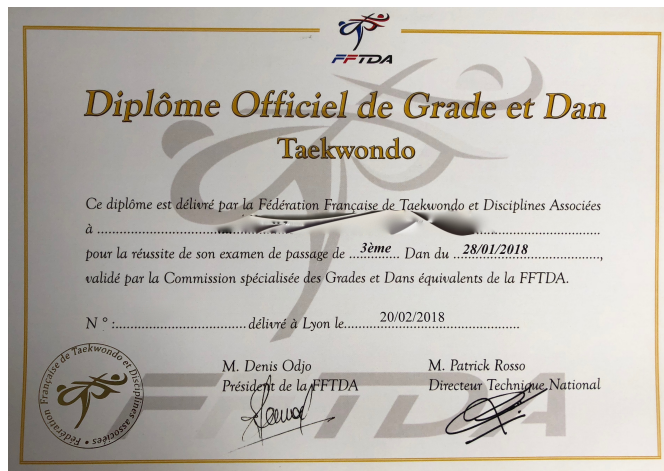 FFTDA
Diplôme Officiel de Grade et Dan
Taekwondo
Ce diplôme est délivré par la Fédération Française de Taekwondo et Disciplines Associées
à
pour la réussite de son examen de passage de 3ème Dan du 28/01/2018,
validé par la Commission spécialisée des Grades et Dans équivalents de la FFTDA.
N ° : délivré à Lyon le 20/02/2018
M. Denis Odjo
Président de la FFTDA
M. Patrick Rosso
Directeur Technique National
Fédération Française de Taekwondo et Disciplines associées
FFTDA